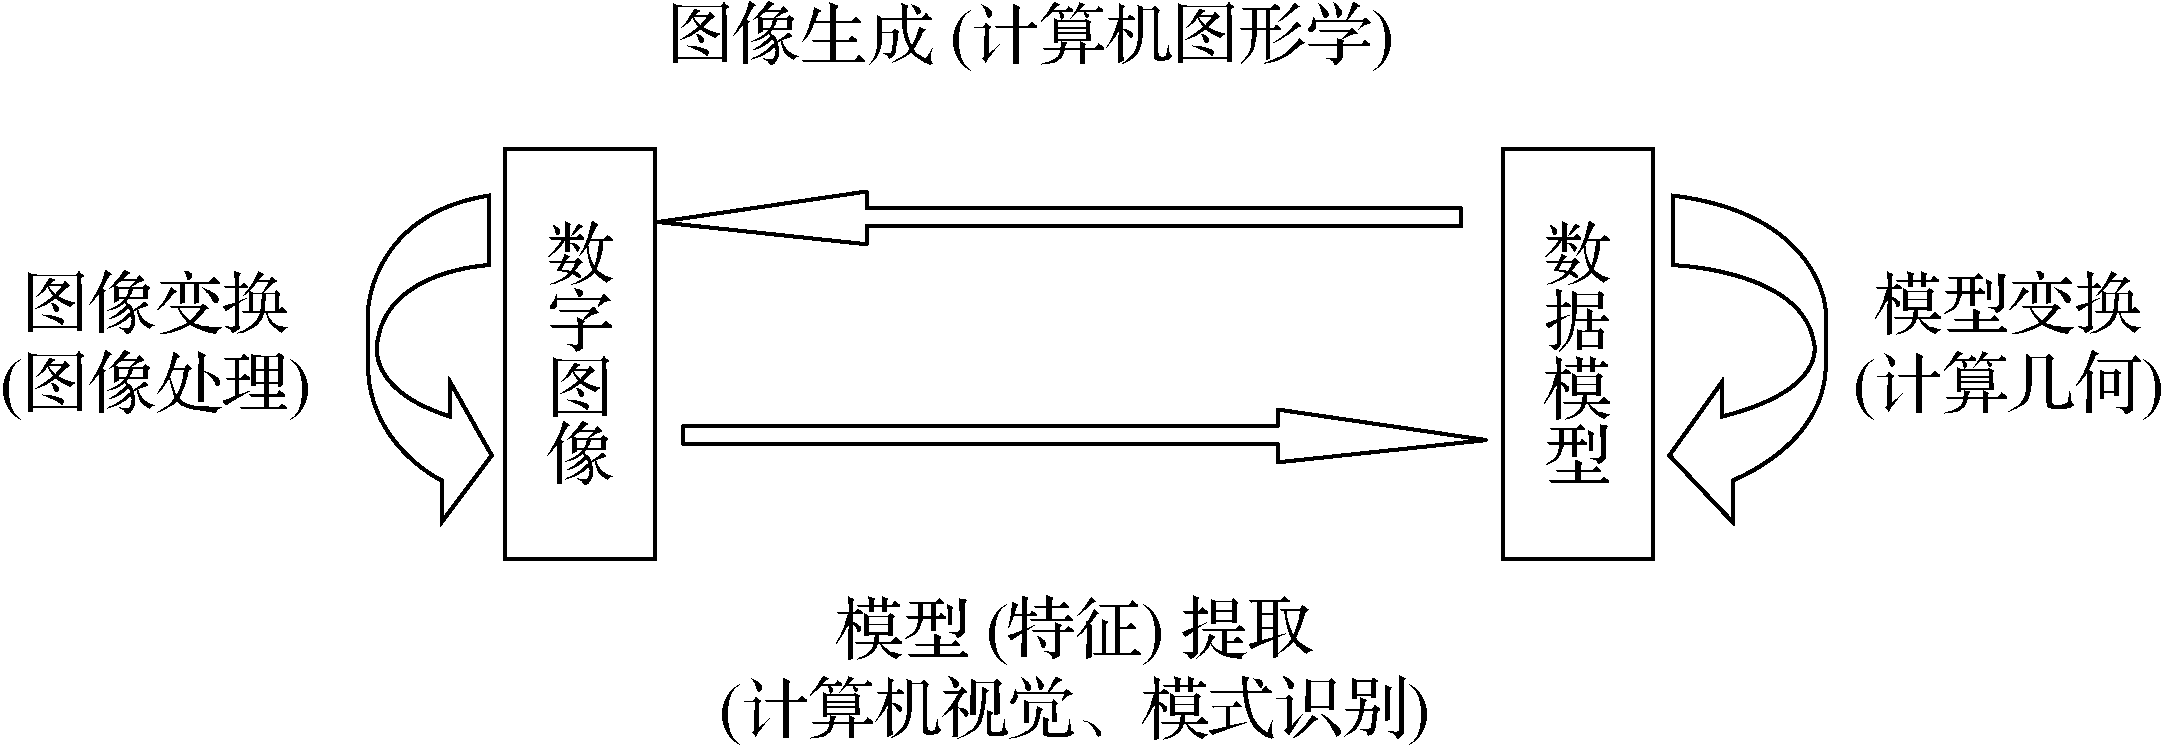 图像生成 (计算机图形学)
图像变换
(图像处理)
数字图像
数据模型
模型变换
(计算几何)
模型 (特征) 提取
(计算机视觉、模式识别)